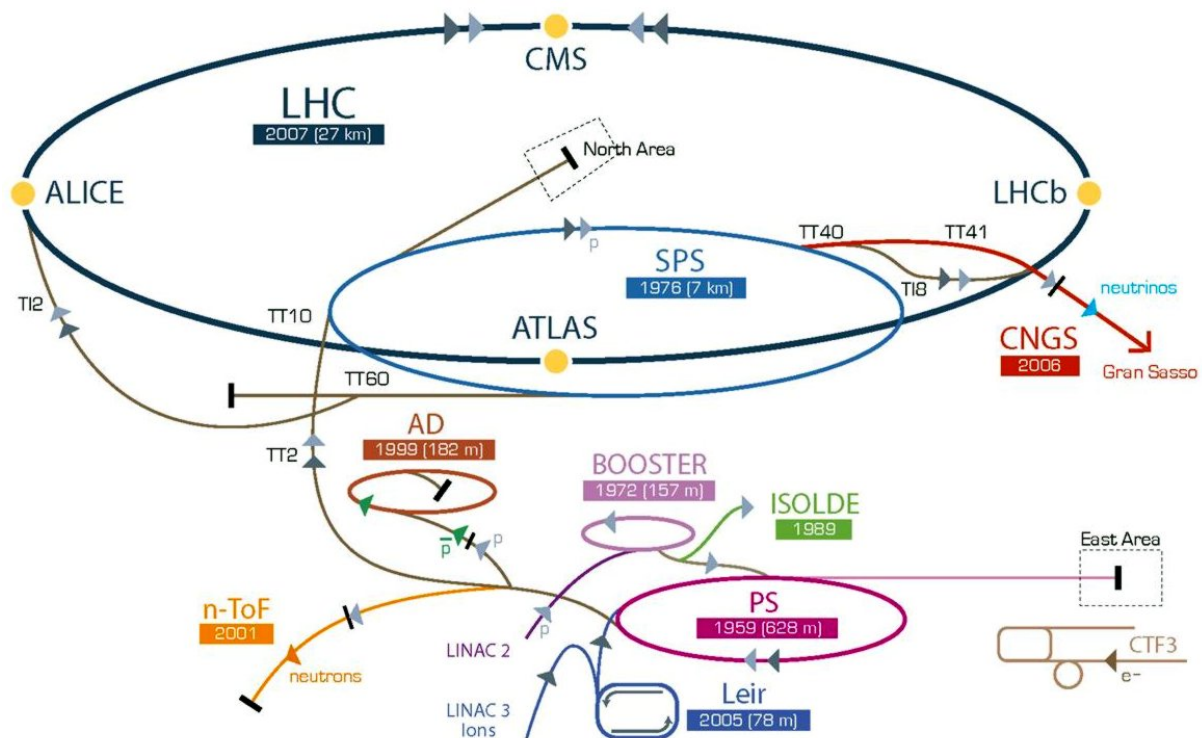 CMS
LHC
2007 (27 km)
North Area
ALICE
LHCb
TT40
TT41
SPS
1976 (7 km)
p
TI8
TI2
TT10
neutrinos
ATLAS
CNGS
2006
Gran Sasso
TT60
AD
1999 (182 m)
TT2
BOOSTER
1972 (157 m)
ISOLDE
1989
p̅
p
East Area
n-ToF
2001
PS
1959 (628 m)
p
LINAC 2
neutrons
CTF3
e-
LINAC 3
Ions
Leir
2005 (78 m)